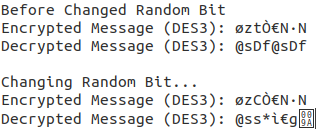 Before Changed Random Bit
Encrypted Message (DES3): øztÒ€N·N
Decrypted Message (DES3): @sDf@sDf

Changing Random Bit...
Encrypted Message (DES3): øzCÒ€N·N
Decrypted Message (DES3): @ss*ì€g